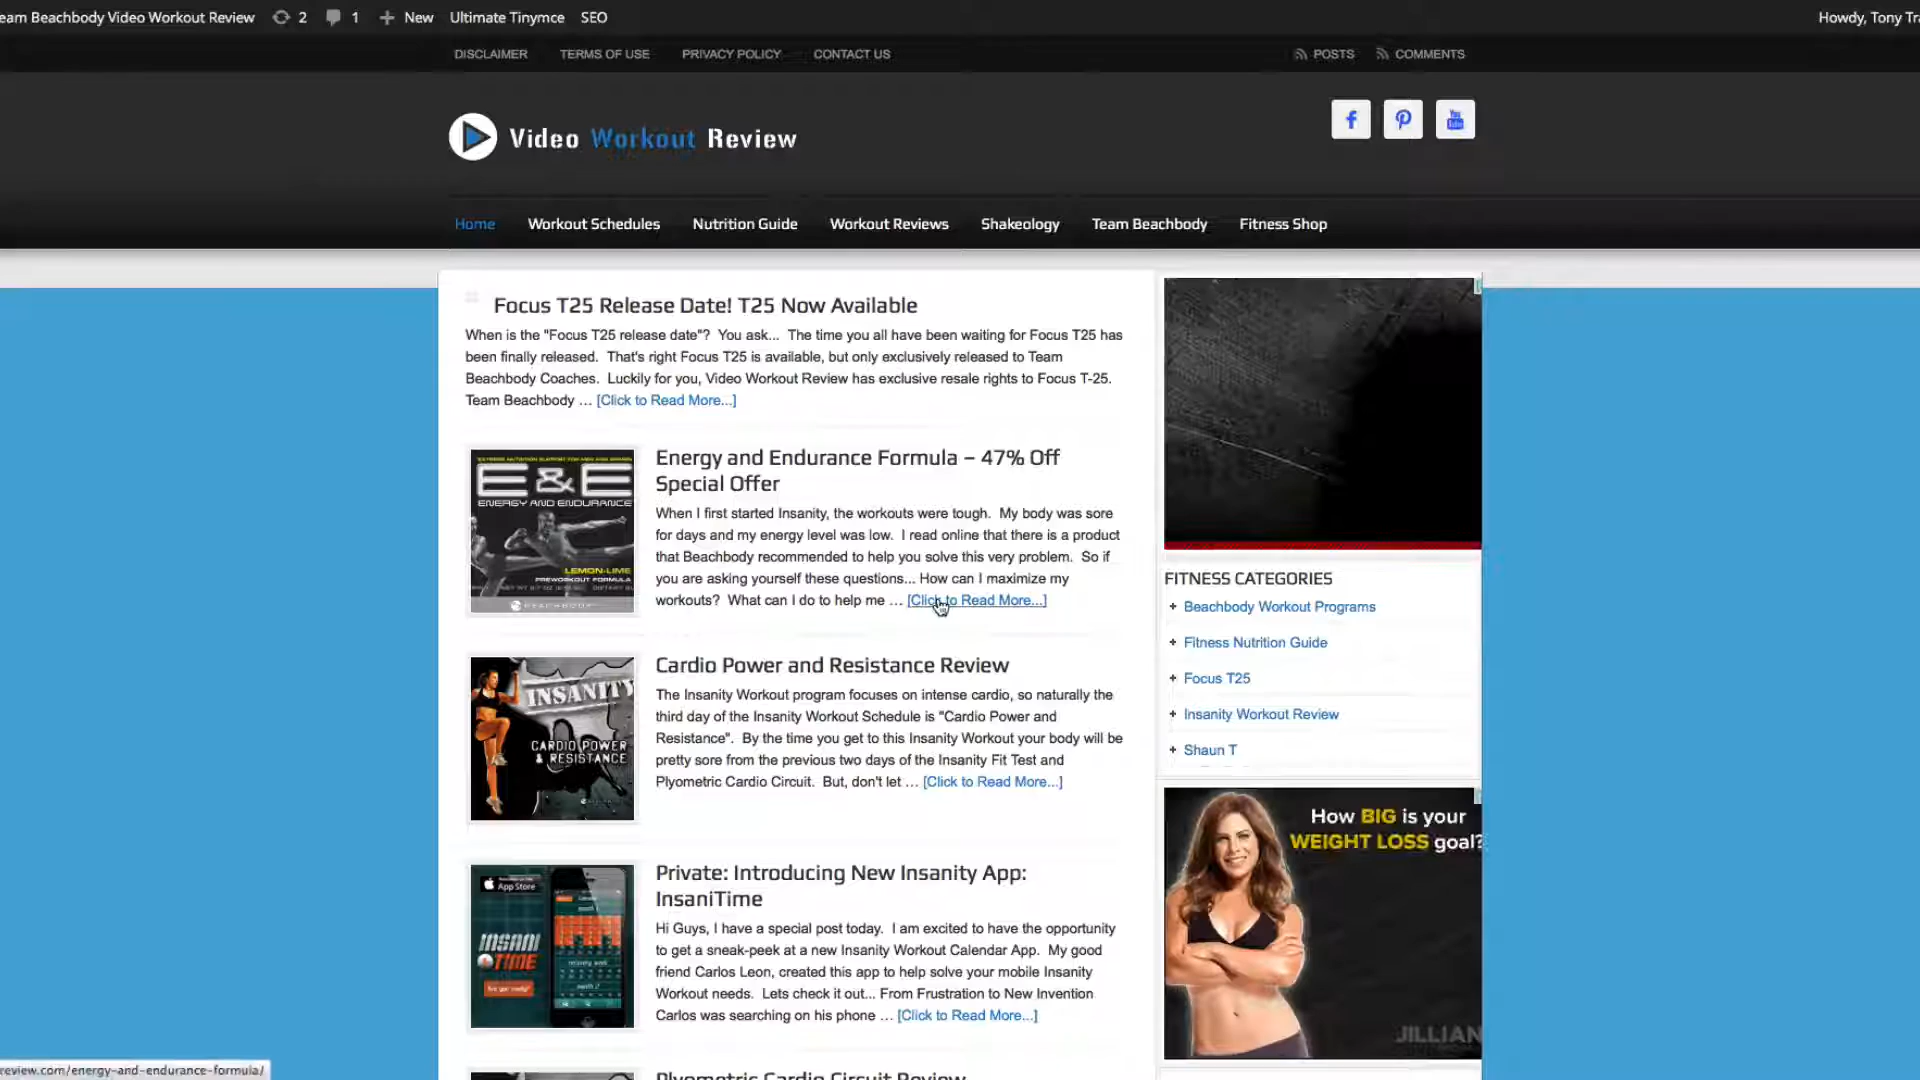 eam Beachbody Video Workout Review 2 1 New Ultimate Tinymce SEO Howdy, Tony Tra
DISCLAIMER TERMS OF USE PRIVACY POLICY CONTACT US POSTS COMMENTS
Video Workout Review
Home Workout Schedules Nutrition Guide Workout Reviews Shakeology Team Beachbody Fitness Shop
Focus T25 Release Date! T25 Now Available
When is the "Focus T25 release date"? You ask... The time you all have been waiting for Focus T25 has
been finally released. That's right Focus T25 is available, but only exclusively released to Team
Beachbody Coaches. Luckily for you, Video Workout Review has exclusive resale rights to Focus T-25.
Team Beachbody … [Click to Read More...]
E&E
ENERGY AND ENDURANCE
LEMON-LIME
PREWORKOUT FORMULA
BEACHBODY
Energy and Endurance Formula – 47% Off
Special Offer
When I first started Insanity, the workouts were tough. My body was sore
for days and my energy level was low. I read online that there is a product
that Beachbody recommended to help you solve this very problem. So if
you are asking yourself these questions... How can I maximize my
workouts? What can I do to help me … [Click to Read More...]
INSANITY
CARDIO POWER
& RESISTANCE
Cardio Power and Resistance Review
The Insanity Workout program focuses on intense cardio, so naturally the
third day of the Insanity Workout Schedule is "Cardio Power and
Resistance". By the time you get to this Insanity Workout your body will be
pretty sore from the previous two days of the Insanity Fit Test and
Plyometric Cardio Circuit. But, don't let … [Click to Read More...]
App Store
INSANI
TIME
Private: Introducing New Insanity App:
InsaniTime
Hi Guys, I have a special post today. I am excited to have the opportunity
to get a sneak-peek at a new Insanity Workout Calendar App. My good
friend Carlos Leon, created this app to help solve your mobile Insanity
Workout needs. Lets check it out... From Frustration to New Invention
Carlos was searching on his phone … [Click to Read More...]
Plyometric Cardio Circuit Review
FITNESS CATEGORIES
Beachbody Workout Programs
Fitness Nutrition Guide
Focus T25
Insanity Workout Review
Shaun T
How BIG is your
WEIGHT LOSS goal?
JILLIAN
review.com/energy-and-endurance-formula/